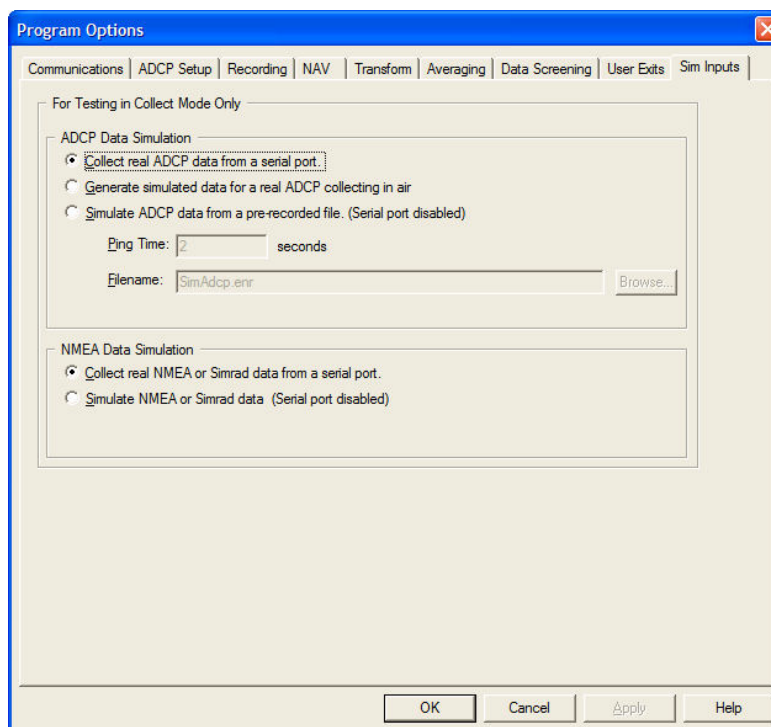 Program Options
Communications ADCP Setup Recording NAV Transform Averaging Data Screening User Exits Sim Inputs
For Testing in Collect Mode Only
ADCP Data Simulation
Collect real ADCP data from a serial port.
Generate simulated data for a real ADCP collecting in air
Simulate ADCP data from a pre-recorded file. (Serial port disabled)
Ping Time: 2 seconds
Filename: SimAdcp.enr Browse...
NMEA Data Simulation
Collect real NMEA or Simrad data from a serial port.
Simulate NMEA or Simrad data (Serial port disabled)
OK Cancel Apply Help